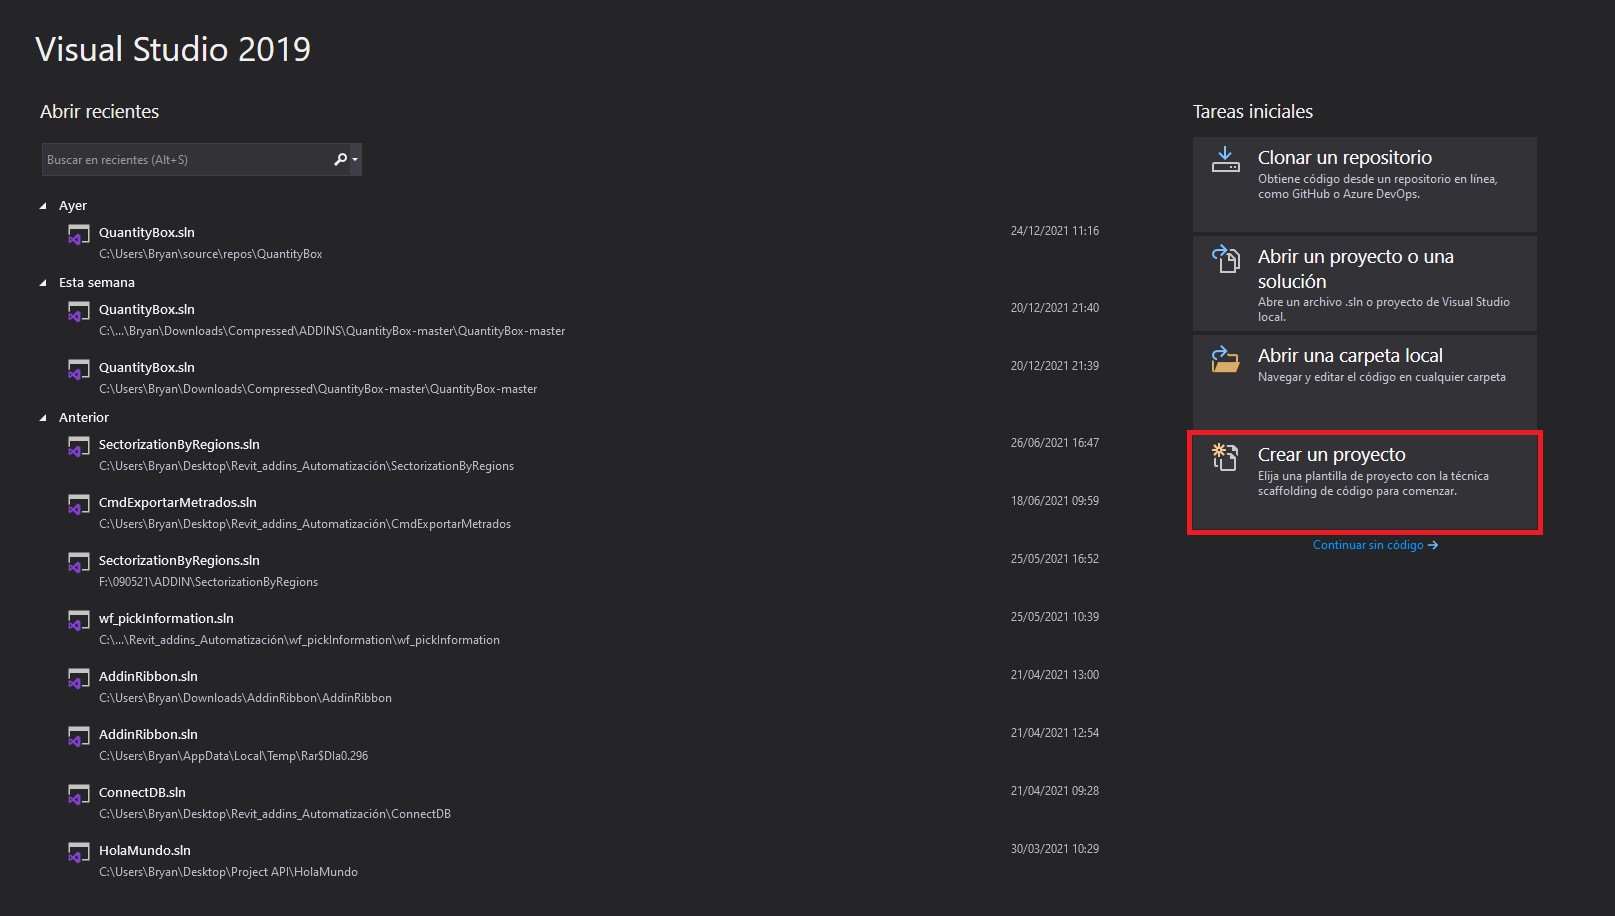 Visual Studio 2019
Abrir recientes
Buscar en recientes (Alt+S)
Ayer
QuantityBox.sln
24/12/2021 11:16
C:\Users\Bryan\source\repos\QuantityBox
Esta semana
QuantityBox.sln
20/12/2021 21:40
C:\...\Bryan\Downloads\Compressed\ADDINS\QuantityBox-master\QuantityBox-master
QuantityBox.sln
20/12/2021 21:39
C:\Users\Bryan\Downloads\Compressed\QuantityBox-master\QuantityBox-master
Anterior
SectorizationByRegions.sln
26/06/2021 16:47
C:\Users\Bryan\Desktop\Revit_addins_Automatización\SectorizationByRegions
CmdExportarMetrados.sln
18/06/2021 09:59
C:\Users\Bryan\Desktop\Revit_addins_Automatización\CmdExportarMetrados
SectorizationByRegions.sln
25/05/2021 16:52
F:\090521\ADDIN\SectorizationByRegions
wf_pickInformation.sln
25/05/2021 10:39
C:\...\Revit_addins_Automatización\wf_pickInformation\wf_pickInformation
AddinRibbon.sln
21/04/2021 13:00
C:\Users\Bryan\Downloads\AddinRibbon\AddinRibbon
AddinRibbon.sln
21/04/2021 12:54
C:\Users\Bryan\AppData\Local\Temp\Rar$DIa0.296
ConnectDB.sln
21/04/2021 09:28
C:\Users\Bryan\Desktop\Revit_addins_Automatización\ConnectDB
HolaMundo.sln
30/03/2021 10:29
C:\Users\Bryan\Desktop\Project API\HolaMundo
Tareas iniciales
Clonar un repositorio
Obtiene código desde un repositorio en línea,
como GitHub o Azure DevOps.
Abrir un proyecto o una
solución
Abre un archivo .sln o proyecto de Visual Studio
local.
Abrir una carpeta local
Navegar y editar el código en cualquier carpeta
Crear un proyecto
Elija una plantilla de proyecto con la técnica
scaffolding de código para comenzar.
Continuar sin código →